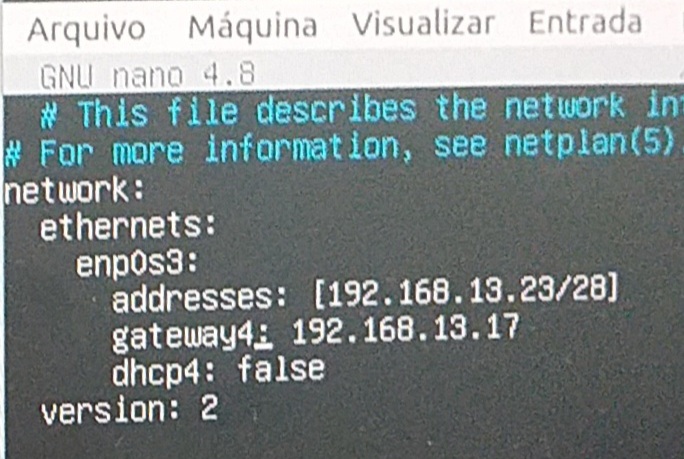 Arquivo Máquina Visualizar Entrada
GNU nano 4.8
# This file describes the network in
# For more information, see netplan(5)
network:
  ethernets:
    enp0s3:
      addresses: [192.168.13.23/28]
      gateway4: 192.168.13.17
      dhcp4: false
  version: 2